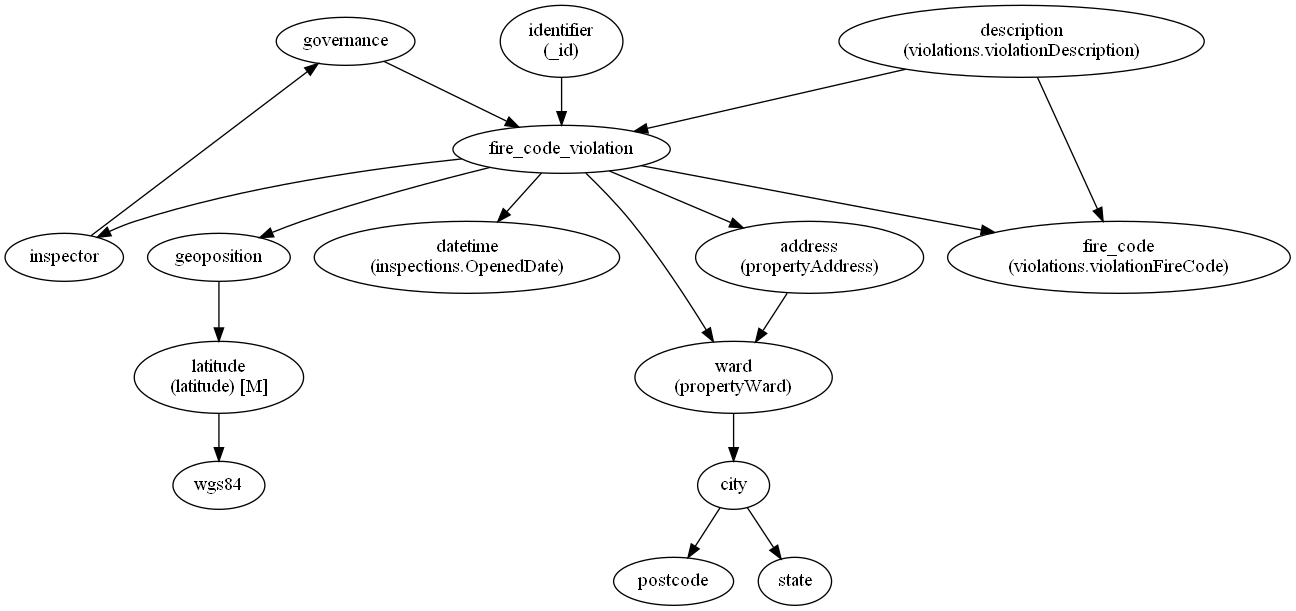 governance
identifier
(_id)
description
(violations.violationDescription)
fire_code_violation
inspector
geoposition
datetime
(inspections.OpenedDate)
address
(propertyAddress)
fire_code
(violations.violationFireCode)
latitude
(latitude) [M]
ward
(propertyWard)
wgs84
city
postcode
state